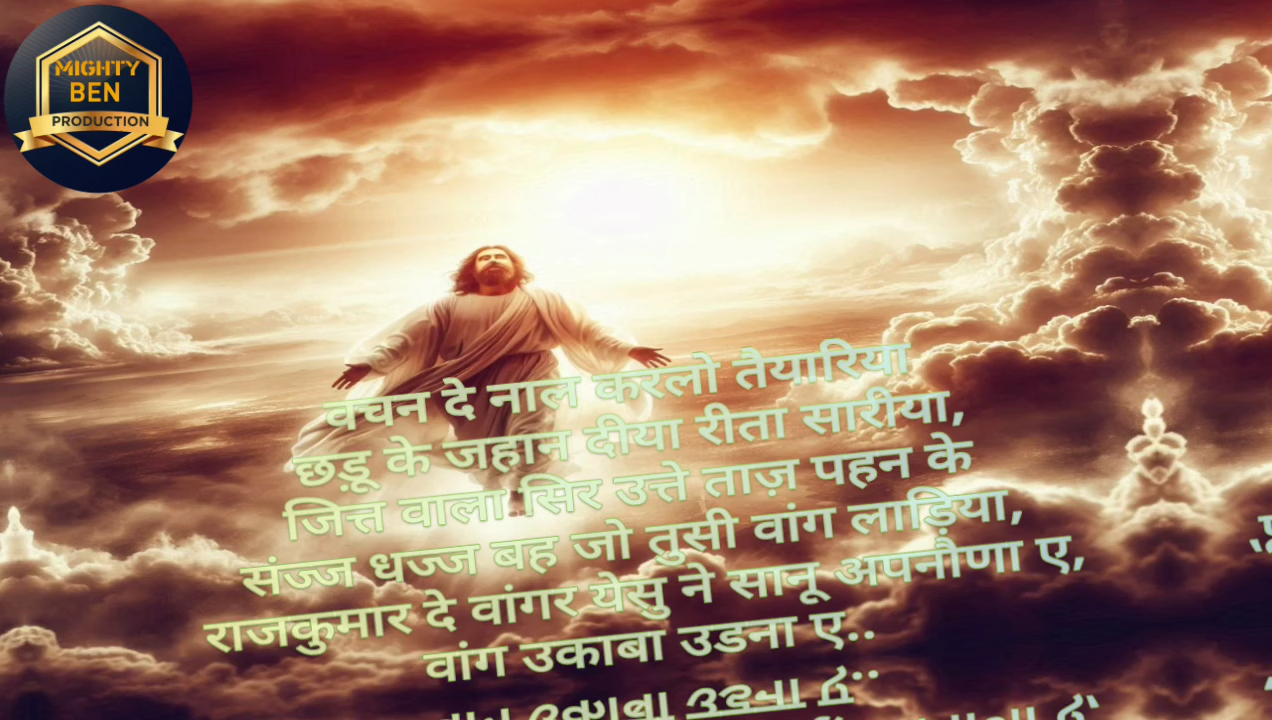 MIGHTY
BEN
PRODUCTION
वचन दे नाल करलो तैयारिया
छड़ू के जहान दीया रीता सारीया,
जित्त वाला सिर उत्ते ताज़ पहन के
संज्ज धज्ज बह जो तुसी वांग लाड़िया,
राजकुमार दे वांगर येसु ने सानू अपनौणा ए,
वांग उकाबा उडना ए..